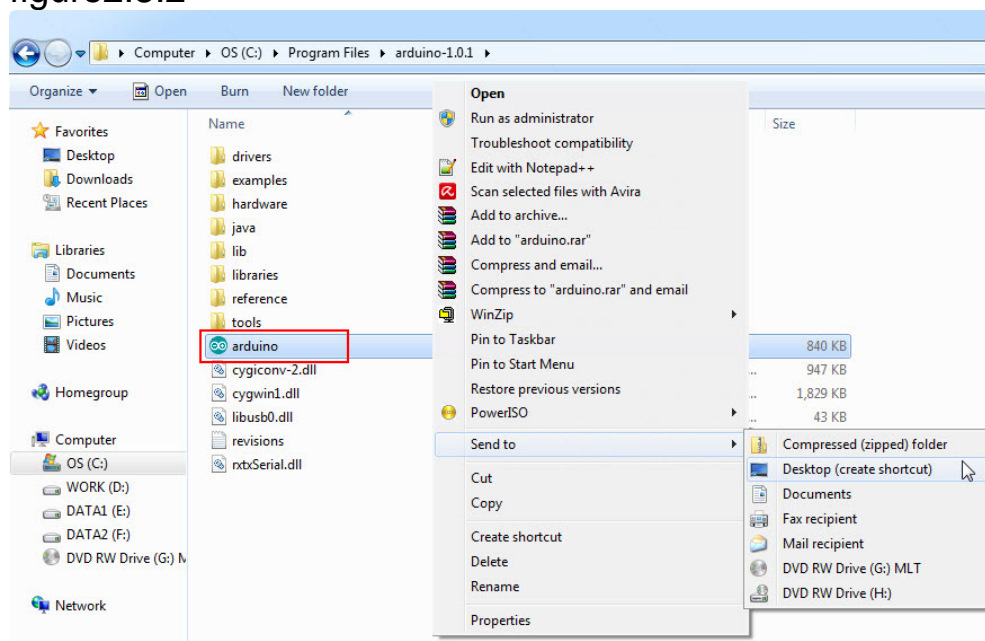 Computer ▸ OS (C:) ▸ Program Files ▸ arduino-1.0.1 ▸
Organize ▾ Open Burn New folder
Favorites
Desktop
Downloads
Recent Places
Libraries
Documents
Music
Pictures
Videos
Homegroup
Computer
OS (C:)
WORK (D:)
DATA1 (E:)
DATA2 (F:)
DVD RW Drive (G:) M
Network
Name
drivers
examples
hardware
java
lib
libraries
reference
tools
arduino
cygiconv-2.dll
cygwin1.dll
libusb0.dll
revisions
rxtxSerial.dll
Open
Run as administrator
Troubleshoot compatibility
Edit with Notepad++
Scan selected files with Avira
Add to archive...
Add to "arduino.rar"
Compress and email...
Compress to "arduino.rar" and email
WinZip
Pin to Taskbar
Pin to Start Menu
Restore previous versions
PowerISO
Send to
Cut
Copy
Create shortcut
Delete
Rename
Properties
Size
840 KB
947 KB
1,829 KB
43 KB
Compressed (zipped) folder
Desktop (create shortcut)
Documents
Fax recipient
Mail recipient
DVD RW Drive (G:) MLT
DVD RW Drive (H:)